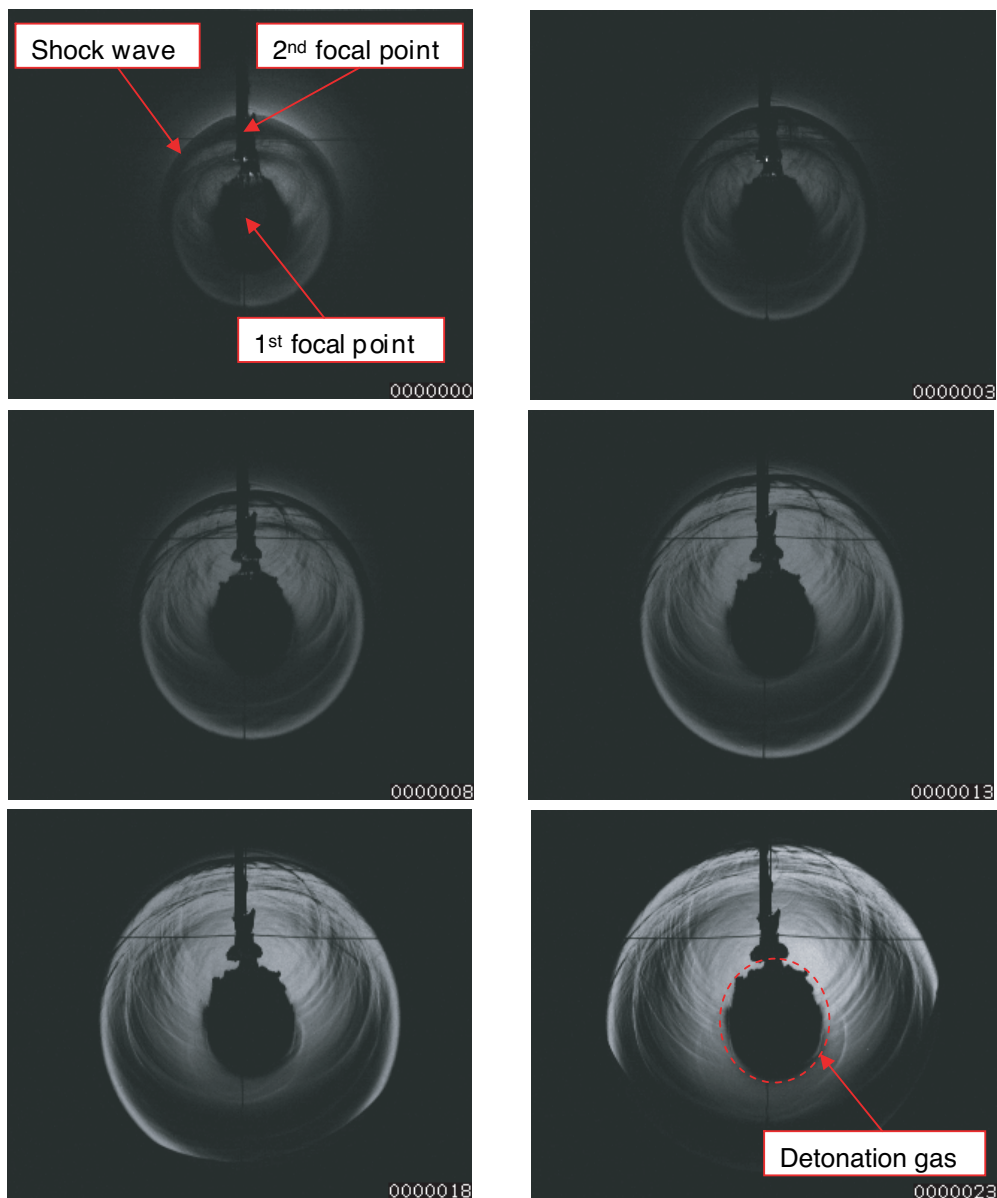 Shock wave
2nd focal point
1st focal point
0000000
0000003
0000008
0000013
0000018
Detonation gas
0000023